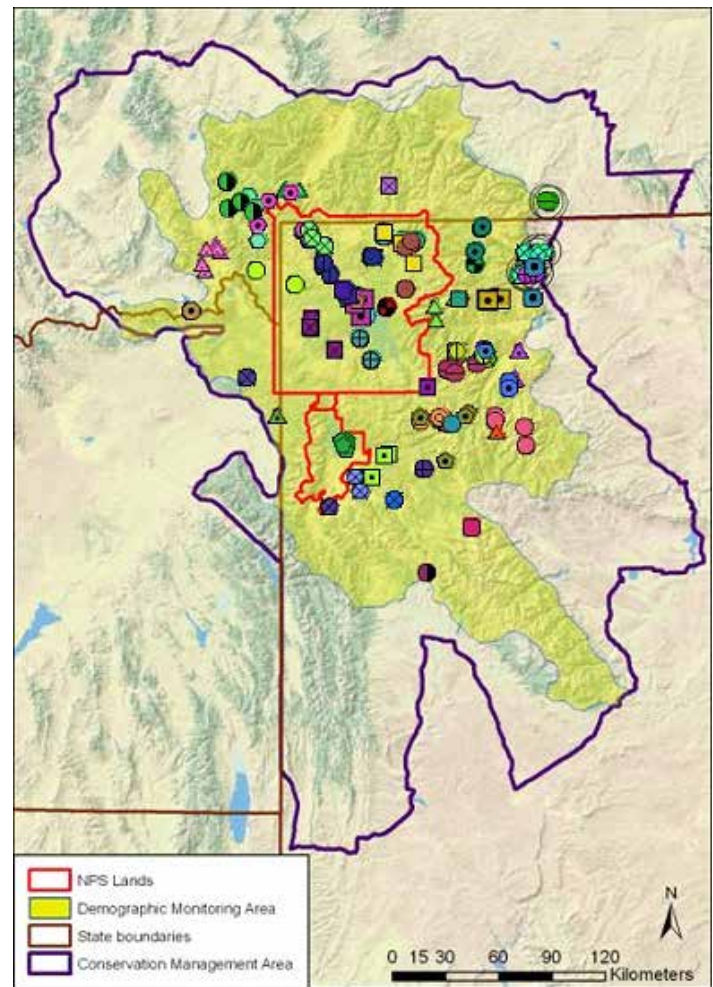 NPS Lands
Demographic Monitoring Area
State boundaries
Conservation Management Area
N
0 15 30 60 90 120
Kilometers